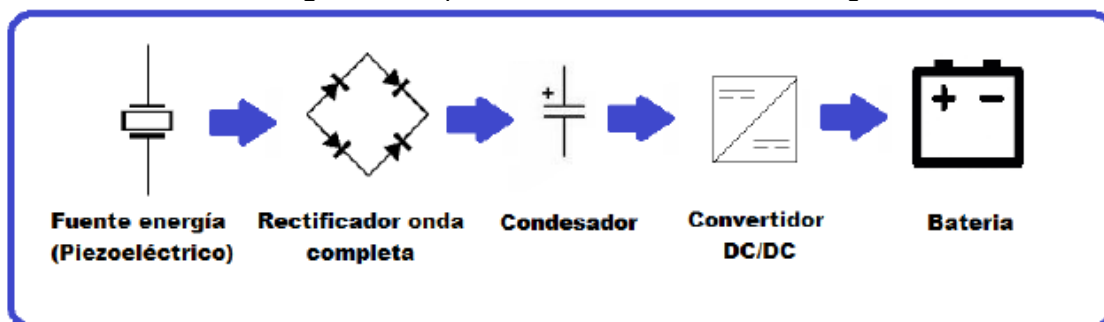 Fuente energía
(Piezoeléctrico)
Rectificador onda
completa
Condesador
Convertidor
DC/DC
Bateria